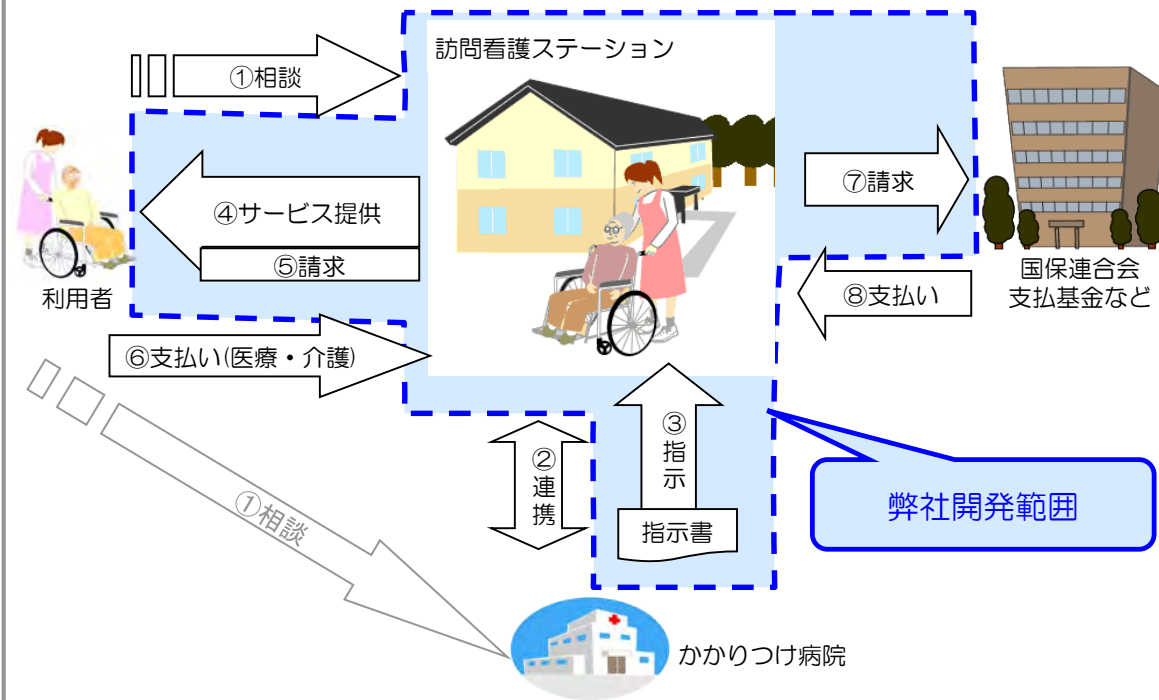 訪問看護ステーション
①相談
④サービス提供
⑤請求
利用者
⑥支払い(医療・介護)
⑦請求
⑧支払い
国保連合会
支払基金など
②連携
③指示
指示書
弊社開発範囲
①相談
かかりつけ病院